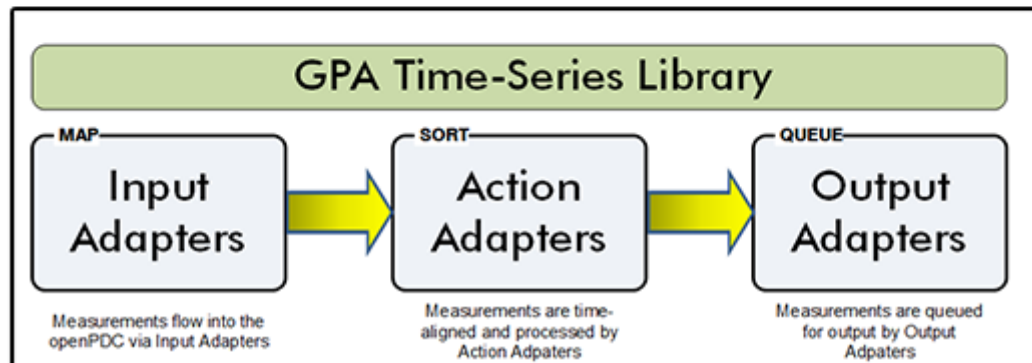 GPA Time-Series Library
MAP
Input
Adapters
Measurements flow into the
openPDC via Input Adapters
SORT
Action
Adapters
Measurements are time-
aligned and processed by
Action Adpaters
QUEUE
Output
Adapters
Measurements are queued
for output by Output
Adpaters